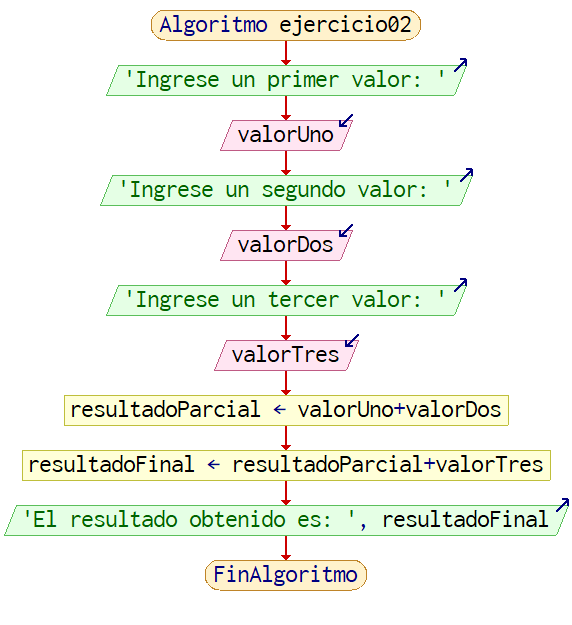 Algoritmo ejercicio02
'Ingrese un primer valor: '
valorUno
'Ingrese un segundo valor: '
valorDos
'Ingrese un tercer valor: '
valorTres
resultadoParcial ← valorUno+valorDos
resultadoFinal ← resultadoParcial+valorTres
'El resultado obtenido es: ', resultadoFinal
FinAlgoritmo